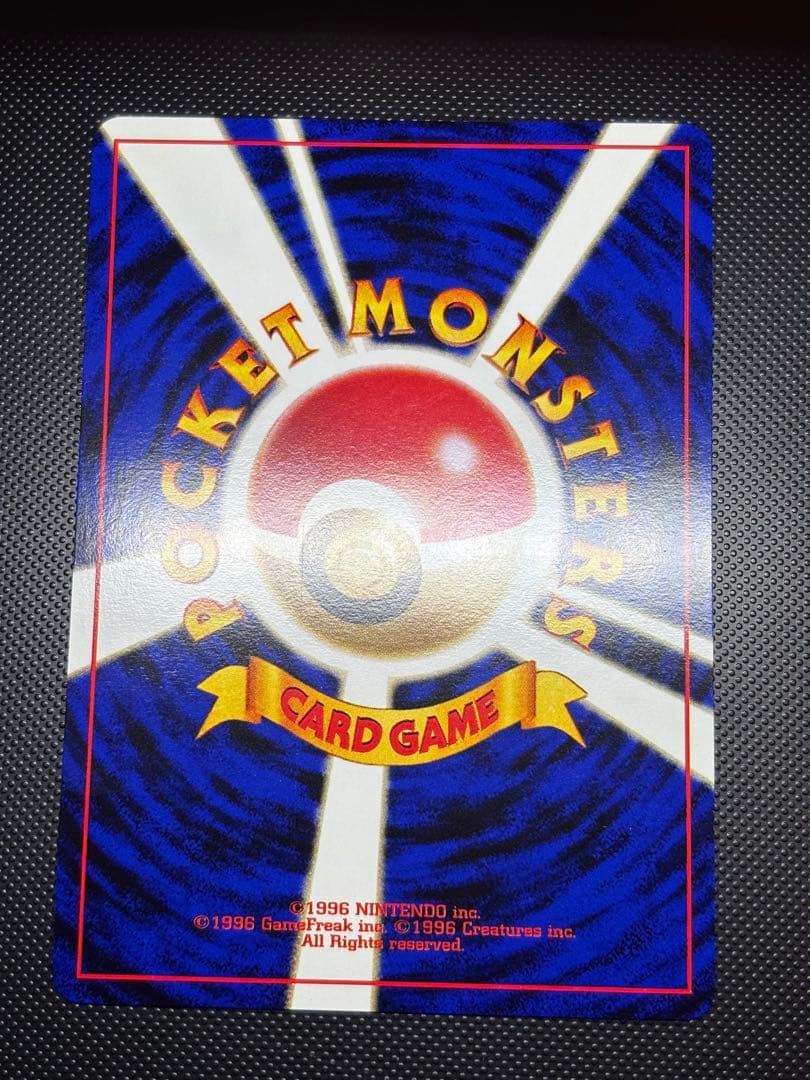 POCKET MONSTERS
CARD GAME
©1996 NINTENDO inc.
©1996 GameFreak inc. ©1996 Creatures inc.
All Rights reserved.